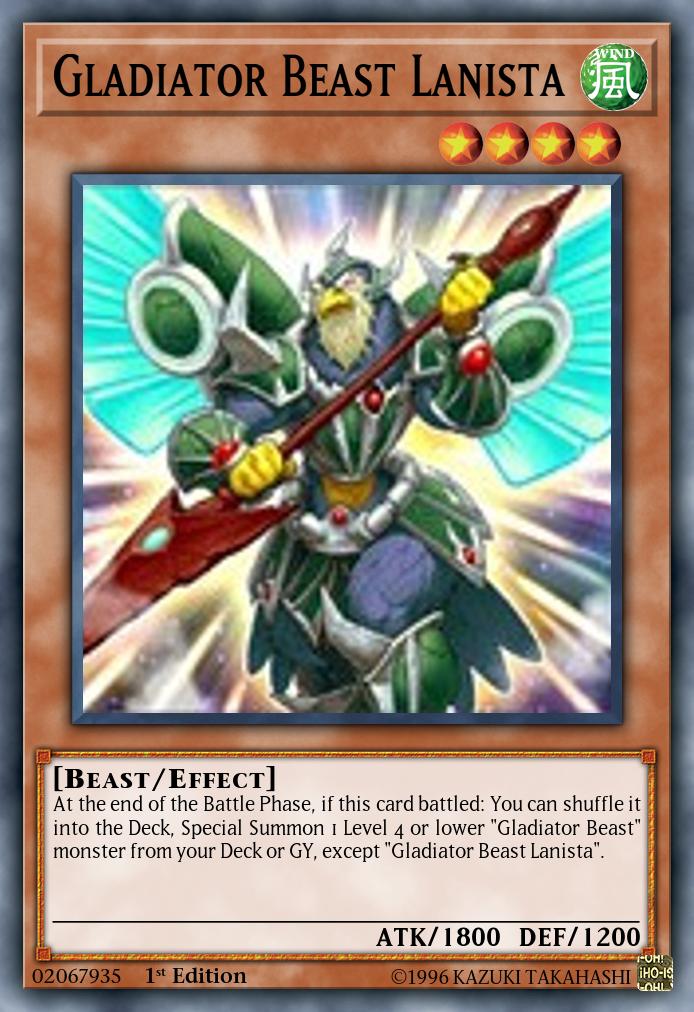 Gladiator Beast Lanista
WIND
風
[Beast/Effect]
At the end of the Battle Phase, if this card battled: You can shuffle it
into the Deck, Special Summon 1 Level 4 or lower "Gladiator Beast"
monster from your Deck or GY, except "Gladiator Beast Lanista".
ATK/1800 DEF/1200
02067935 1st Edition ©1996 KAZUKI TAKAHASHI